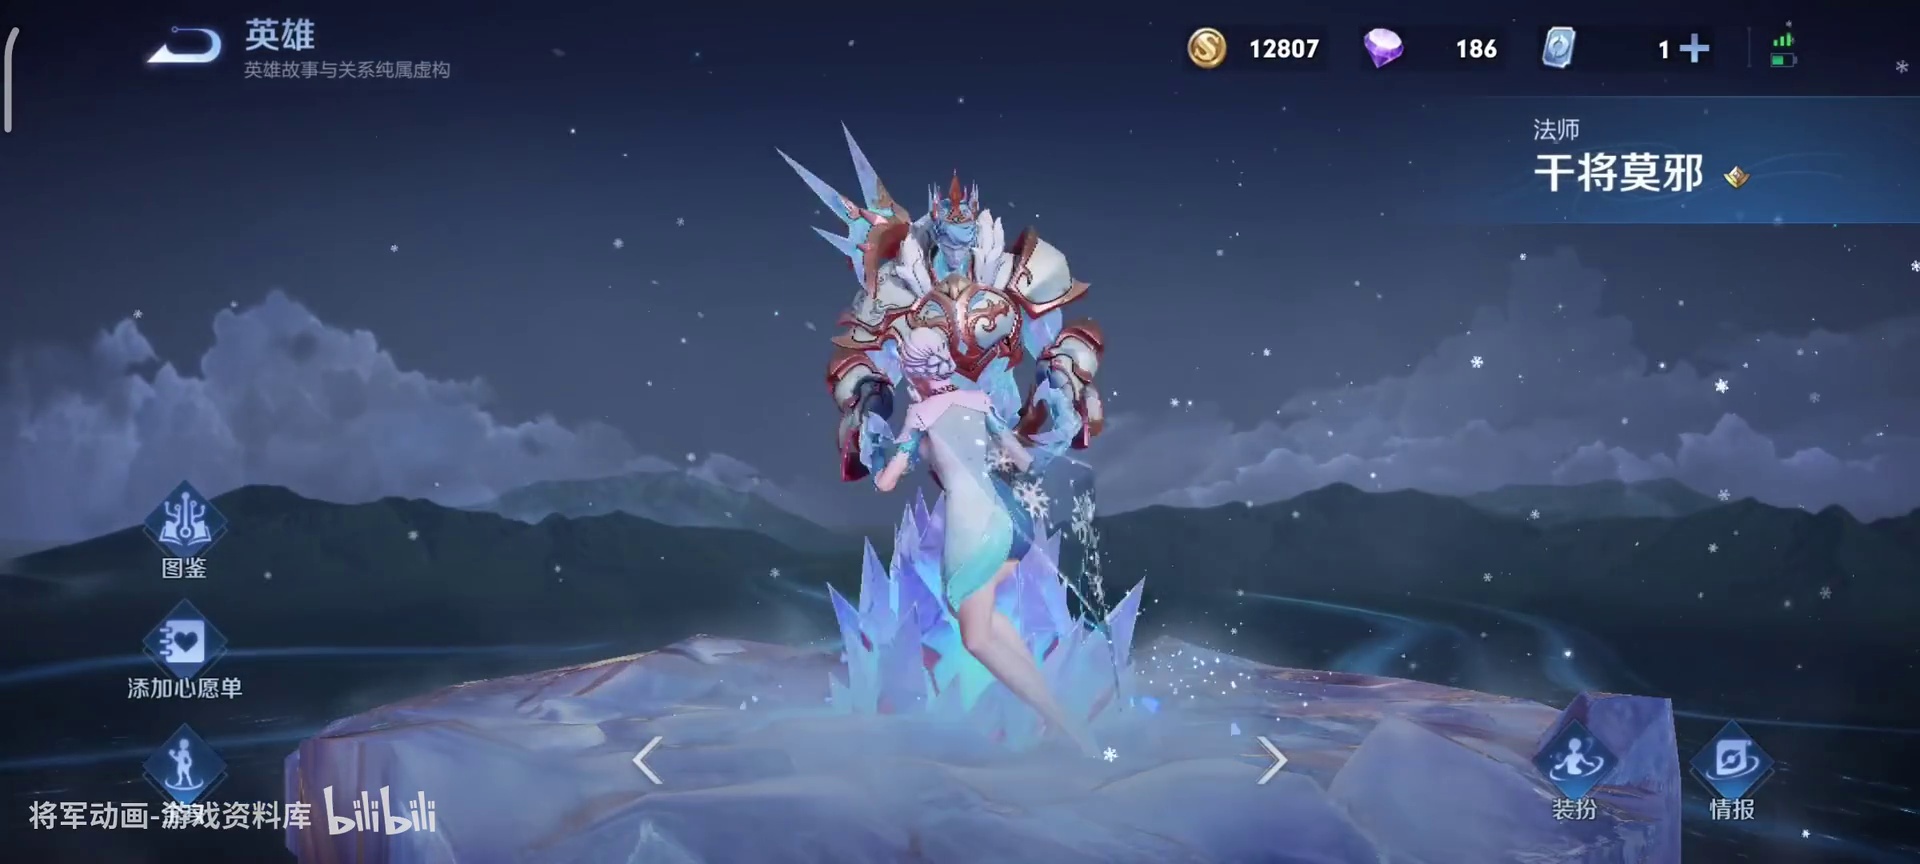 英雄
英雄故事与关系纯属虚构
12807
186
1
法师
干将莫邪
图鉴
添加心愿单
装扮
情报
将军动画-游戏资料库 bilibili